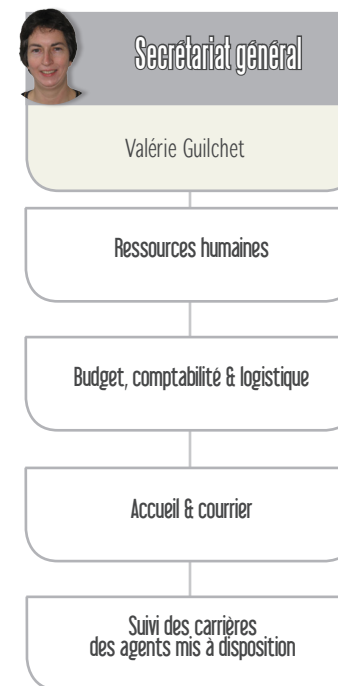 Secrétariat général
Valérie Guilchet
Ressources humaines
Budget, comptabilité & logistique
Accueil & courrier
Suivi des carrières
des agents mis à disposition